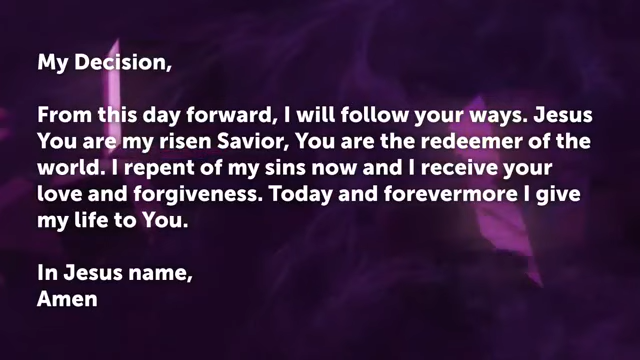 My Decision,
From this day forward, I will follow your ways. Jesus
You are my risen Savior, You are the redeemer of the
world. I repent of my sins now and I receive your
love and forgiveness. Today and forevermore I give
my life to You.
In Jesus name,
Amen